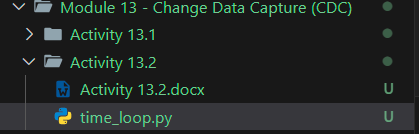 Module 13 - Change Data Capture (CDC)
Activity 13.1
Activity 13.2
Activity 13.2.docx U
time_loop.py U